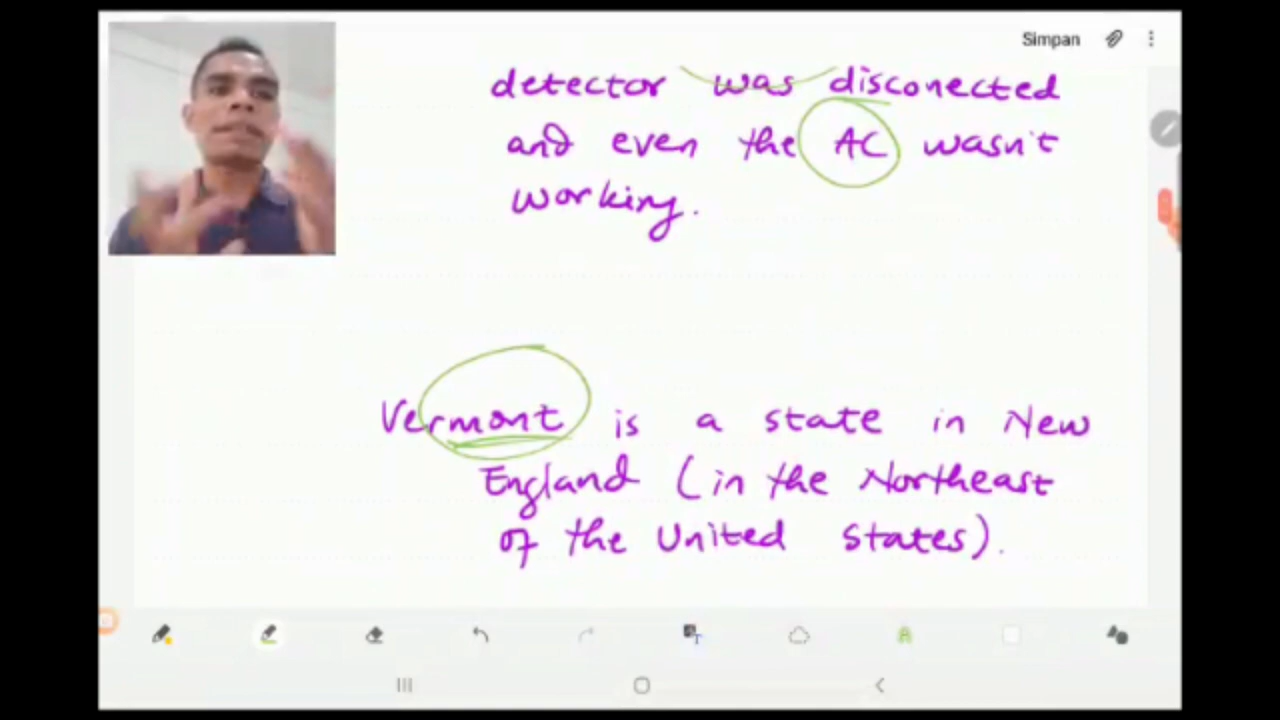 Simpan
detector was disconected
and even the AC wasn't
working.
Vermont is a state in New
England (in the Northeast
of the United States).